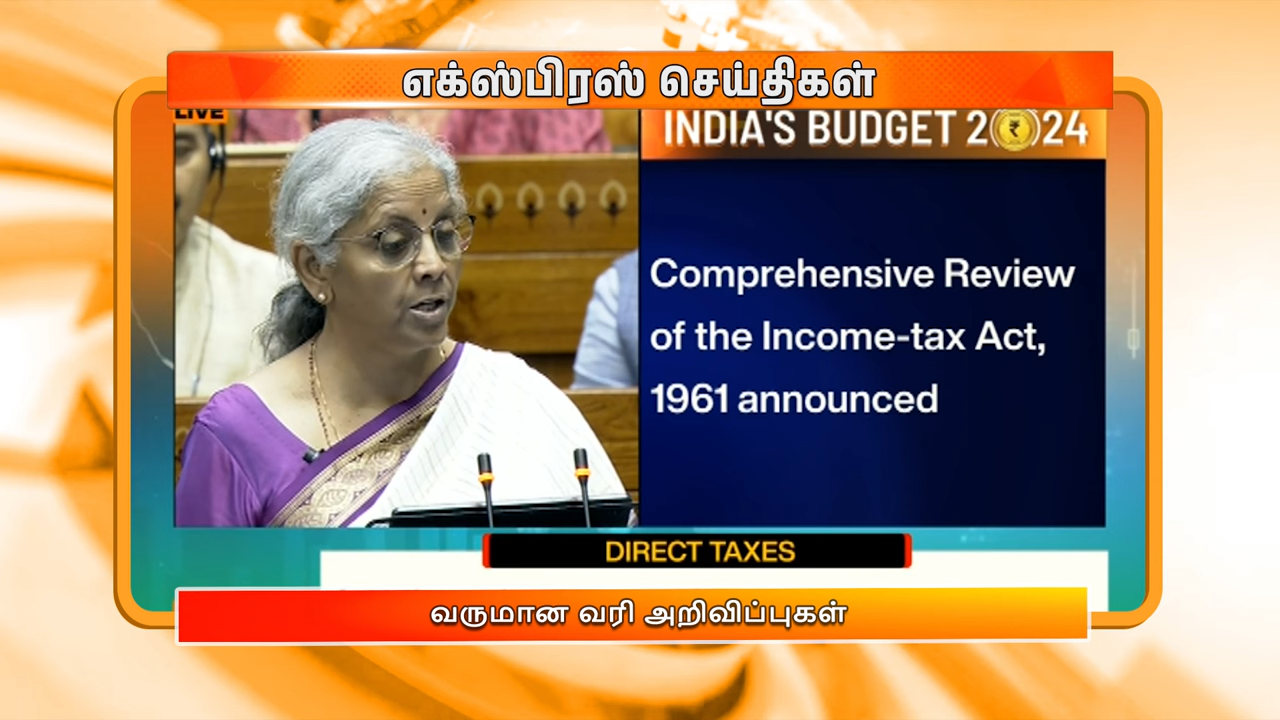 எக்ஸ்பிரஸ் செய்திகள்
LIVE
INDIA'S BUDGET 2024
Comprehensive Review
of the Income-tax Act,
1961 announced
DIRECT TAXES
வருமான வரி அறிவிப்புகள்